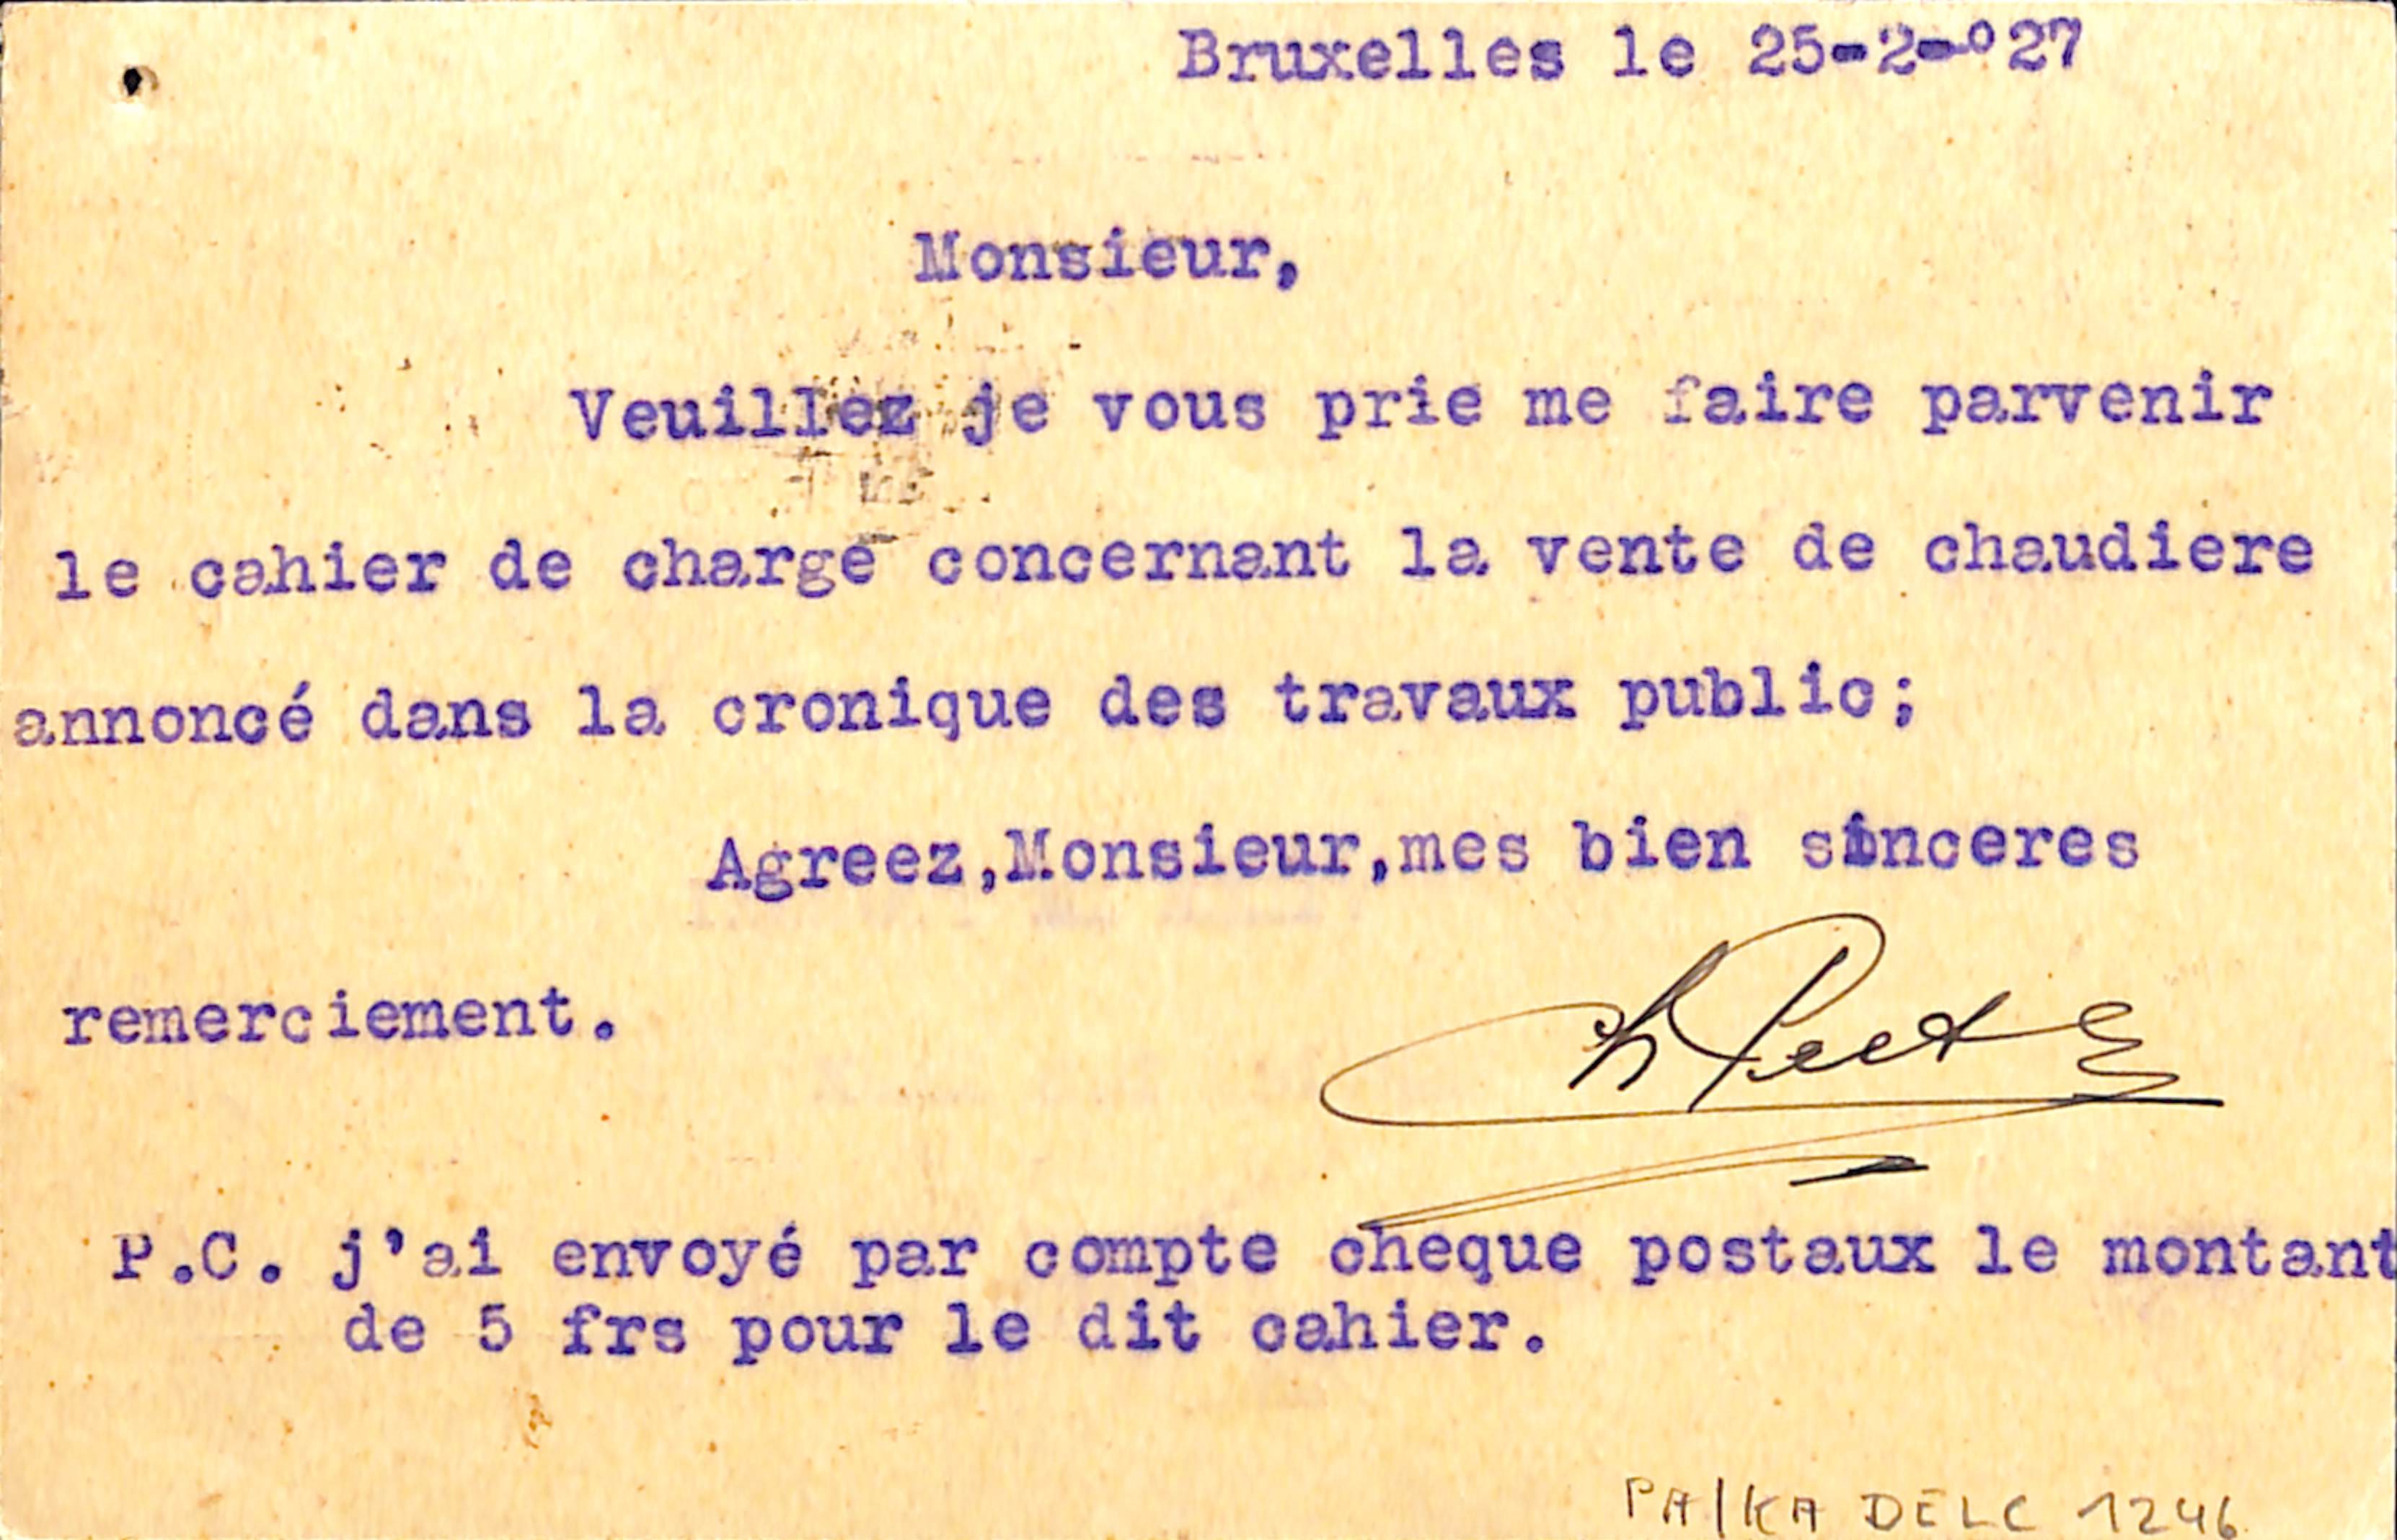 Bruxelles le 25-2-°27
Monsieur,
Veuillez je vous prie me faire parvenir
le cahier de charge concernant la vente de chaudiere
annoncé dans la cronique des travaux public;
Agreez,Monsieur,mes bien sinceres
remerciement.
P.C. j'ai envoyé par compte cheque postaux le montant
de 5 frs pour le dit cahier.
PA/KA DELC 1246